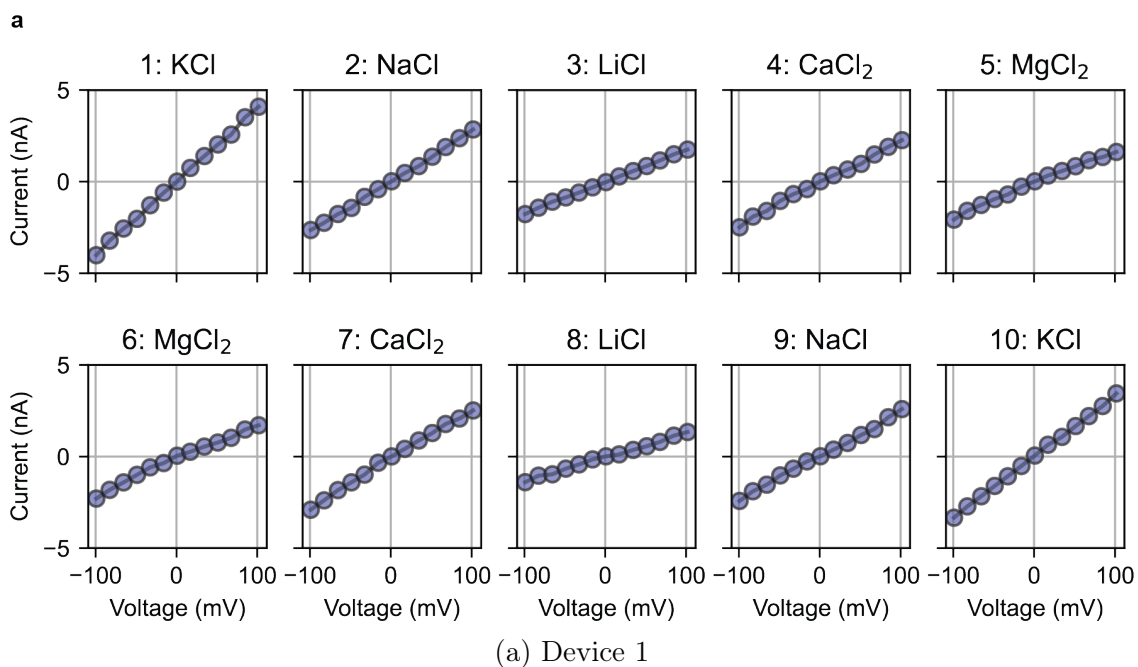 a
1: KCl
2: NaCl
3: LiCl
4: CaCl₂
5: MgCl₂
5
0
−5
Current (nA)
6: MgCl₂
7: CaCl₂
8: LiCl
9: NaCl
10: KCl
5
0
−5
Current (nA)
−100 0 100
−100 0 100
−100 0 100
−100 0 100
−100 0 100
Voltage (mV)
Voltage (mV)
Voltage (mV)
Voltage (mV)
Voltage (mV)
(a) Device 1